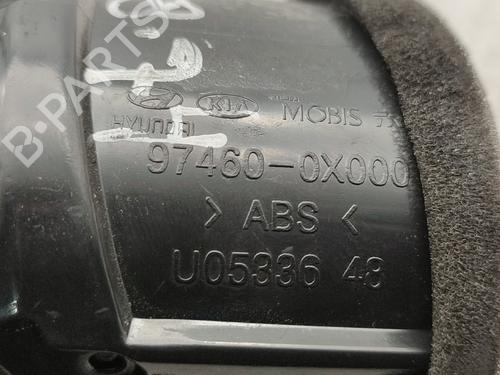 B-PARTS
KIA MOBIS
HYUNDAI
97460-0X000
> ABS <
U05336 48